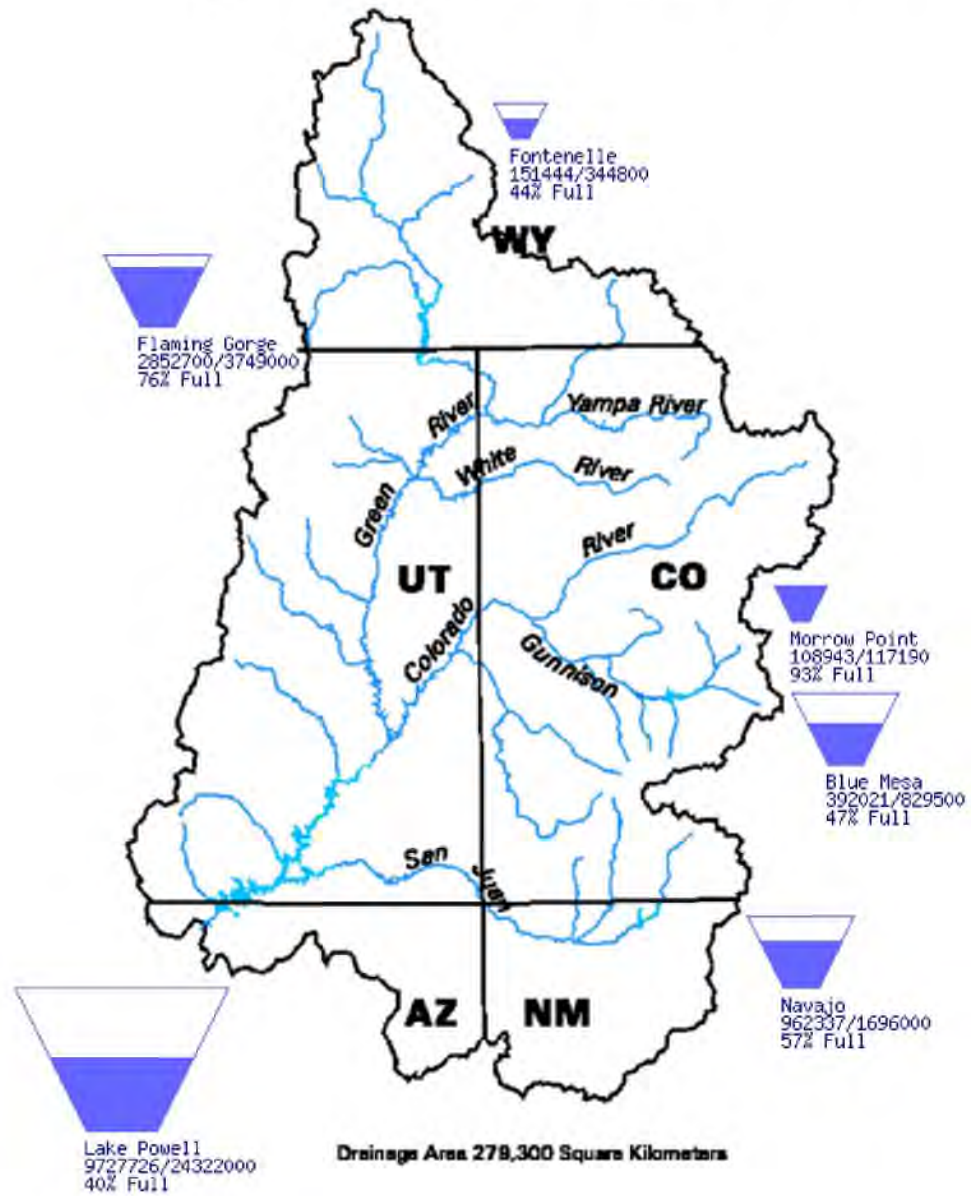 Fontenelle
151444/344800
44% Full
WY
Flaming Gorge
2852700/3749000
76% Full
Yampa River
River
White
River
Green
River
UT
CO
Colorado
Gunnison
Morrow Point
108943/117190
93% Full
Blue Mesa
392021/829500
47% Full
San
Juan
Navajo
962337/1696000
57% Full
AZ
NM
Lake Powell
9727726/24322000
40% Full
Drainage Area 279,300 Square Kilometers